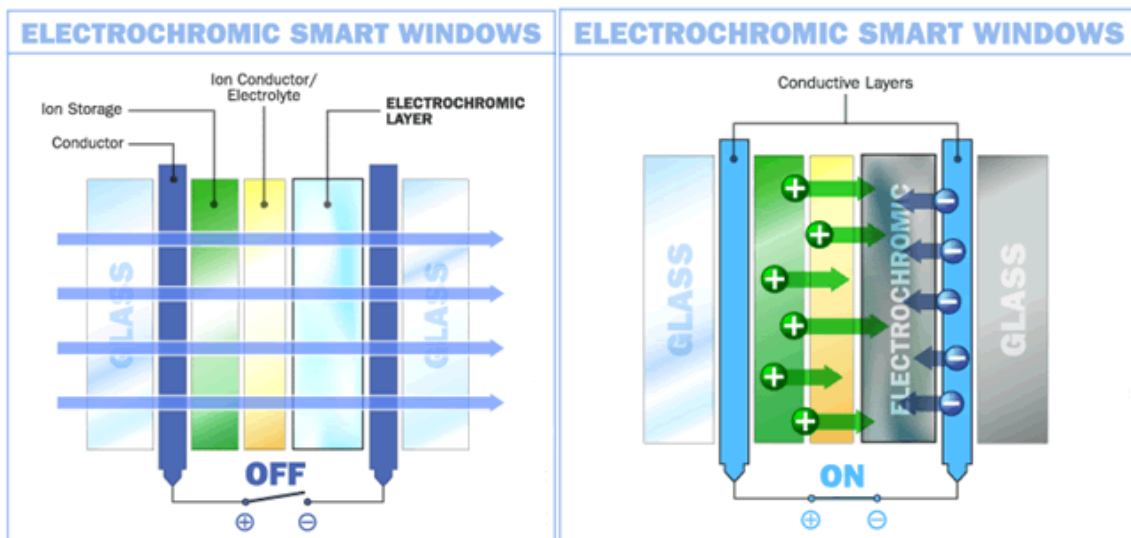 ELECTROCHROMIC SMART WINDOWS
Ion Conductor/
Electrolyte
Ion Storage
ELECTROCHROMIC
LAYER
Conductor
GLASS
GLASS
OFF
⊕ ⊖
ELECTROCHROMIC SMART WINDOWS
Conductive Layers
GLASS
+
+
+
+
+
+
ELECTROCHROMIC
−
−
−
−
−
GLASS
ON
⊕ ⊖